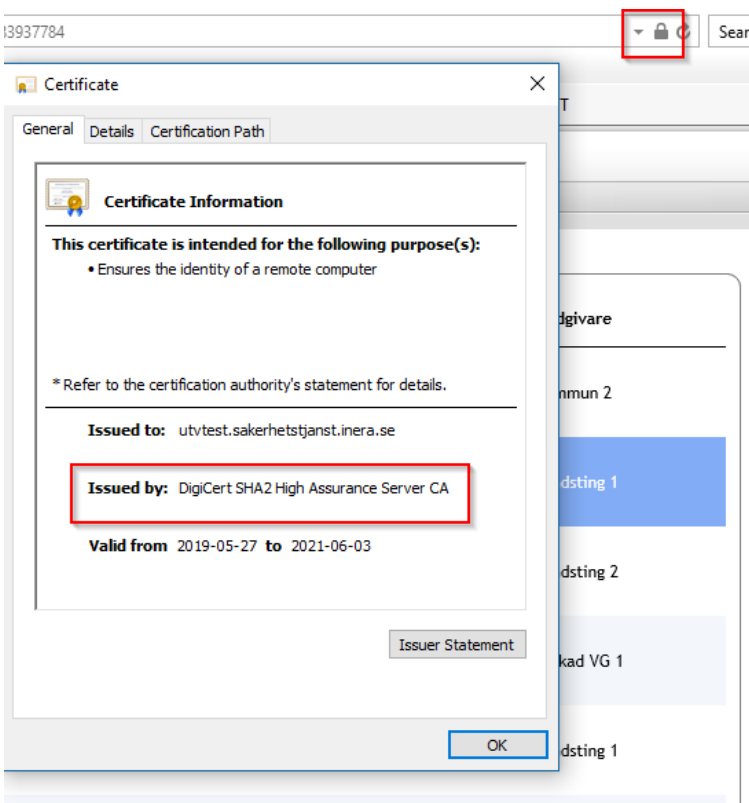 33937784
Sear
Certificate
T
General Details Certification Path
Certificate Information
This certificate is intended for the following purpose(s):
• Ensures the identity of a remote computer
dgivare
* Refer to the certification authority's statement for details.
mmun 2
Issued to: utvtest.sakerhetstjanst.inera.se
Issued by: DigiCert SHA2 High Assurance Server CA
dsting 1
Valid from 2019-05-27 to 2021-06-03
dsting 2
Issuer Statement
kad VG 1
OK
dsting 1